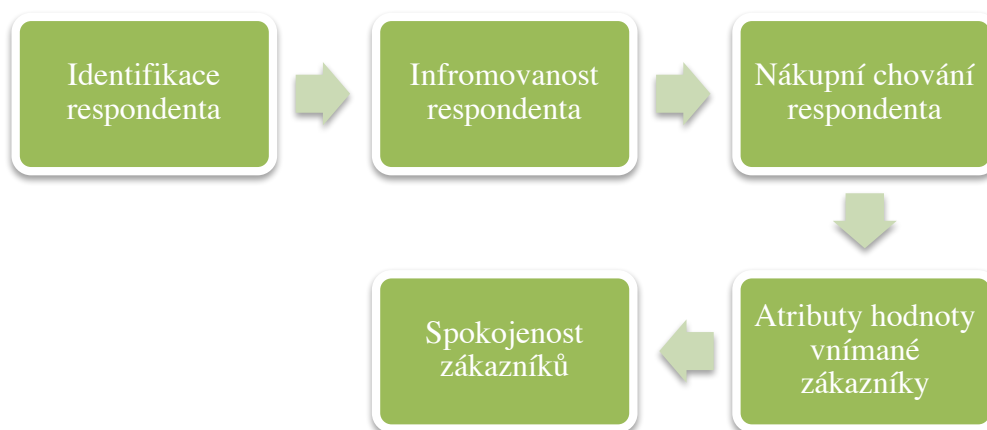 Identifikace
respondenta
Infromovanost
respondenta
Nákupní chování
respondenta
Atributy hodnoty
vnímané
zákazníky
Spokojenost
zákazníků